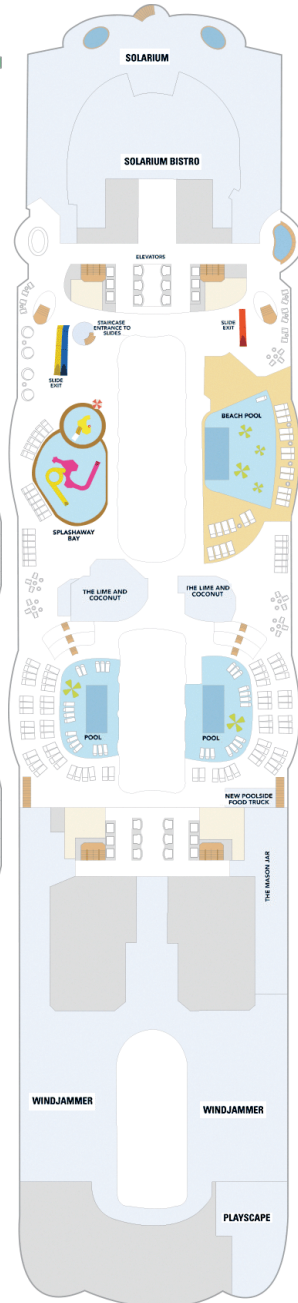 SOLARIUM
SOLARIUM BISTRO
ELEVATORS
STAIRCASE
ENTRANCE TO
SLIDES
SLIDE
EXIT
SLIDE
EXIT
BEACH POOL
SPLASHAWAY
BAY
THE LIME AND
COCONUT
THE LIME AND
COCONUT
POOL
POOL
NEW POOLSIDE
FOOD TRUCK
THE MASON JAR
WINDJAMMER
WINDJAMMER
PLAYSCAPE